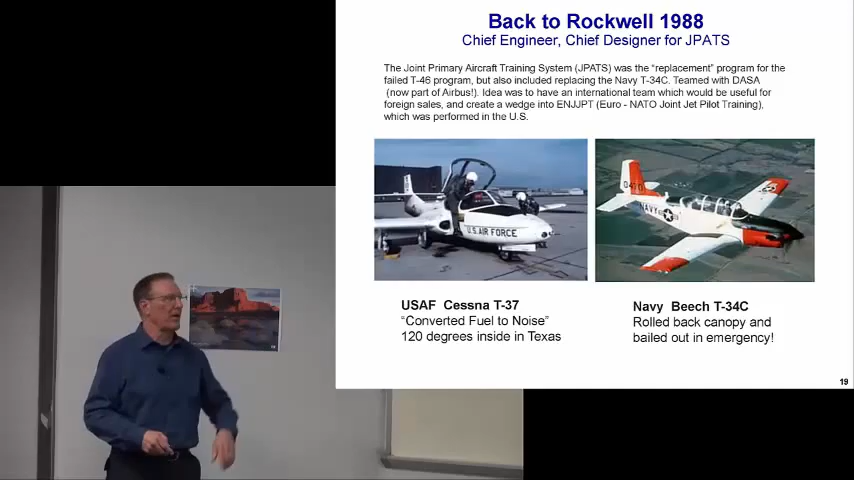 Back to Rockwell 1988
Chief Engineer, Chief Designer for JPATS
The Joint Primary Aircraft Training System (JPATS) was the “replacement” program for the
failed T-46 program, but also included replacing the Navy T-34C. Teamed with DASA
(now part of Airbus!). Idea was to have an international team which would be useful for
foreign sales, and create a wedge into ENJJPT (Euro - NATO Joint Jet Pilot Training),
which was performed in the U.S.
U.S. AIR FORCE
NAVY
USAF Cessna T-37
“Converted Fuel to Noise”
120 degrees inside in Texas
Navy Beech T-34C
Rolled back canopy and
bailed out in emergency!
19